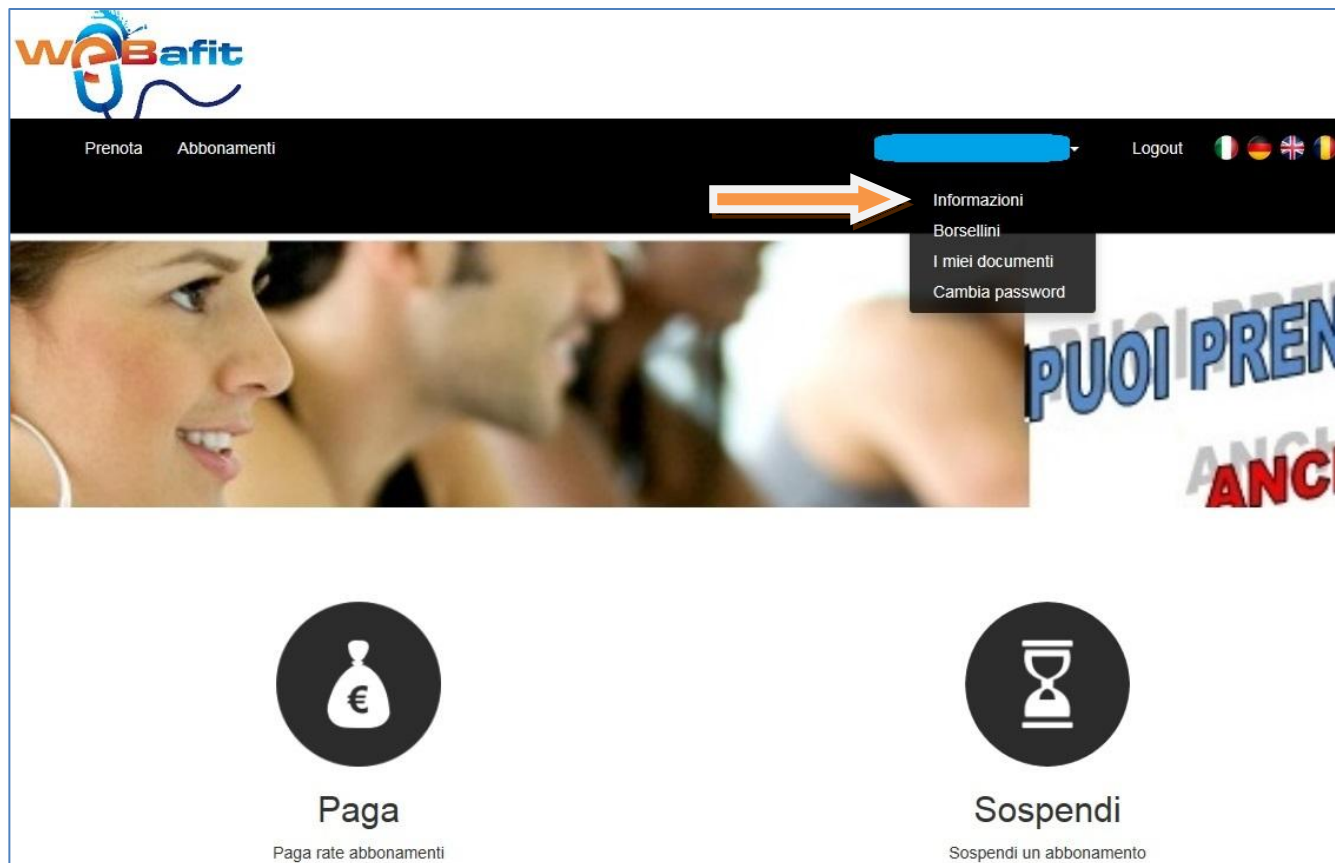 WeBafit
Prenota Abbonamenti Logout
Informazioni
Borsellini
I miei documenti
Cambia password
PUOI PREN
ANC
€
Paga
Paga rate abbonamenti
Sospendi
Sospendi un abbonamento